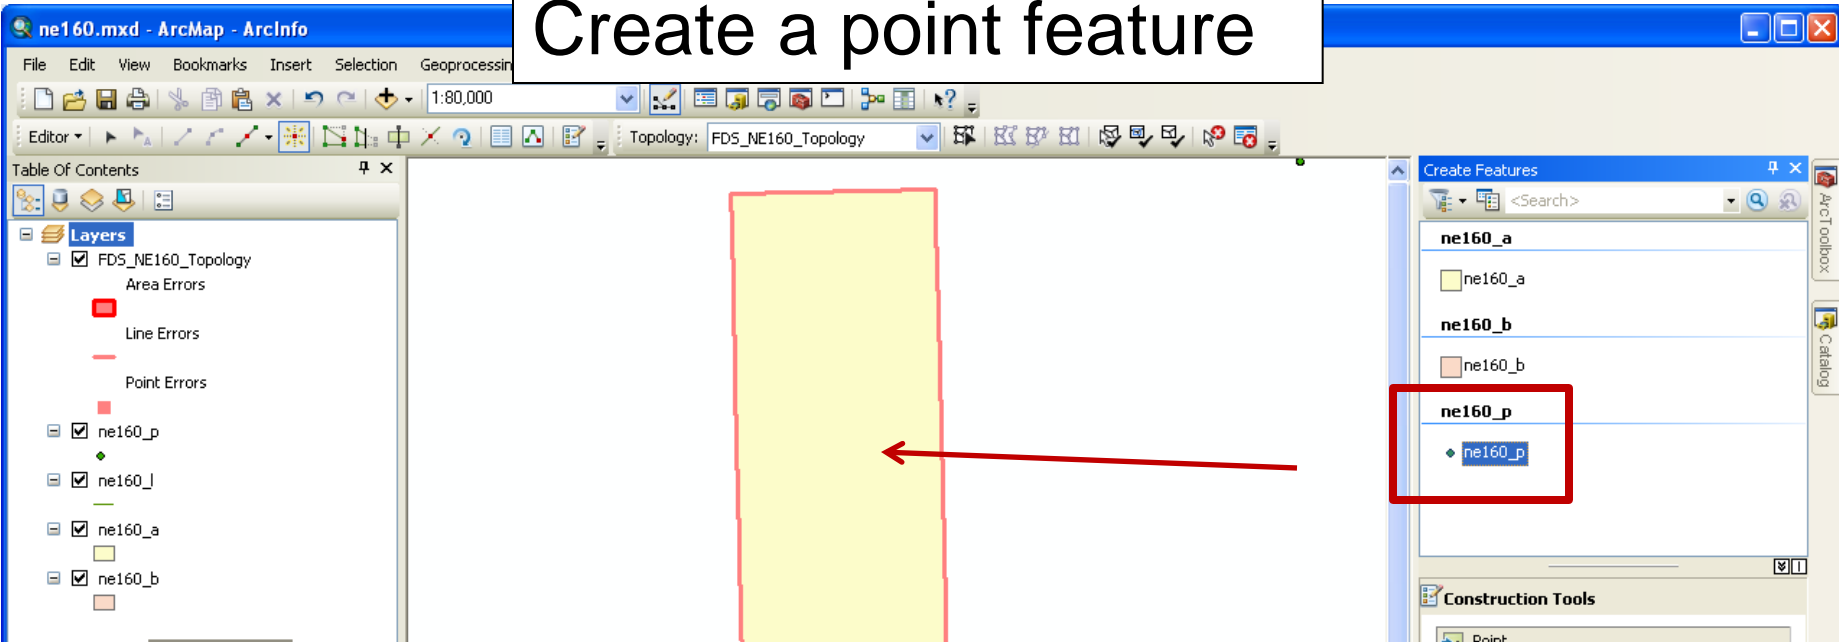 Create a point feature
ne160.mxd - ArcMap - ArcInfo
File Edit View Bookmarks Insert Selection
1:80,000
Editor Topology: FDS_NE160_Topology
Table Of Contents
Layers
FDS_NE160_Topology
Area Errors
Line Errors
Point Errors
ne160_p
ne160_l
ne160_a
ne160_b
Create Features
<Search>
ne160_a
ne160_a
ne160_b
ne160_b
ne160_p
ne160_p
Construction Tools
Point
ArcToolbox
Catalog